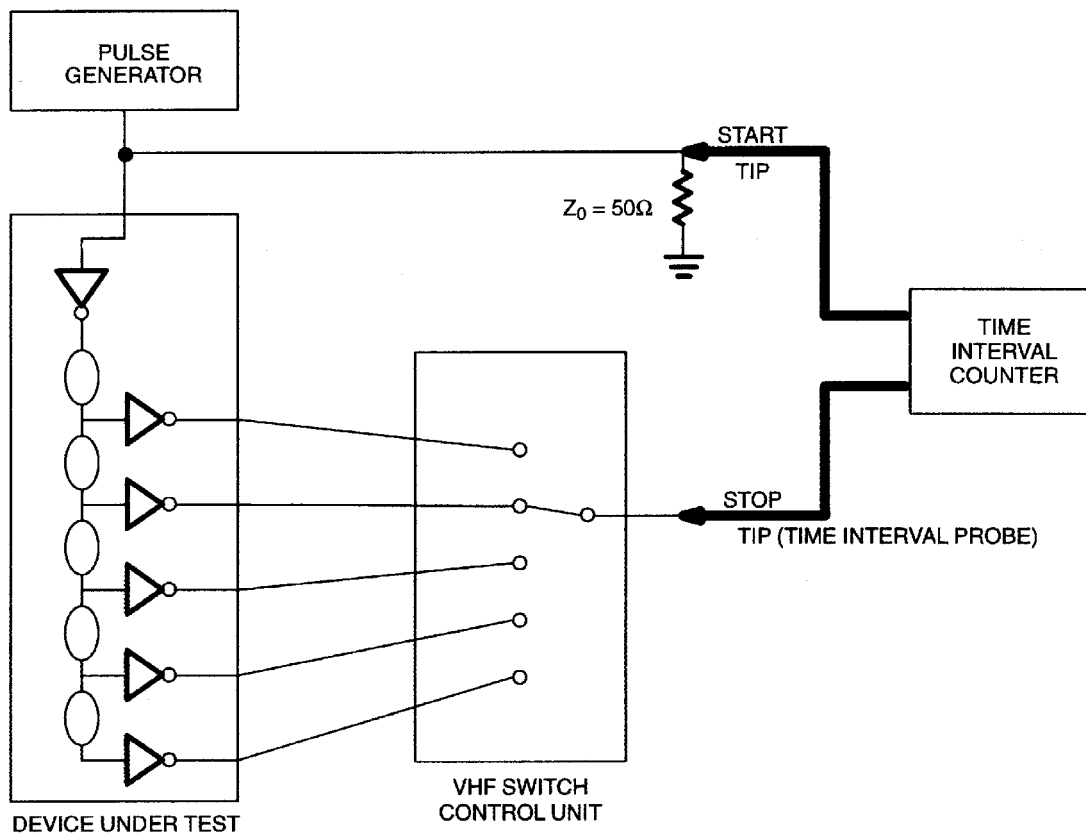 PULSE
GENERATOR
START
TIP
Z0 = 50Ω
TIME
INTERVAL
COUNTER
STOP
TIP (TIME INTERVAL PROBE)
VHF SWITCH
CONTROL UNIT
DEVICE UNDER TEST